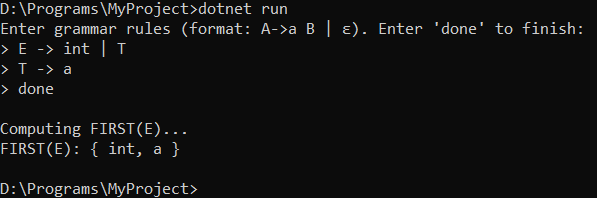 D:\Programs\MyProject>dotnet run
Enter grammar rules (format: A->a B | ε). Enter 'done' to finish:
> E -> int | T
> T -> a
> done
Computing FIRST(E)...
FIRST(E): { int, a }
D:\Programs\MyProject>